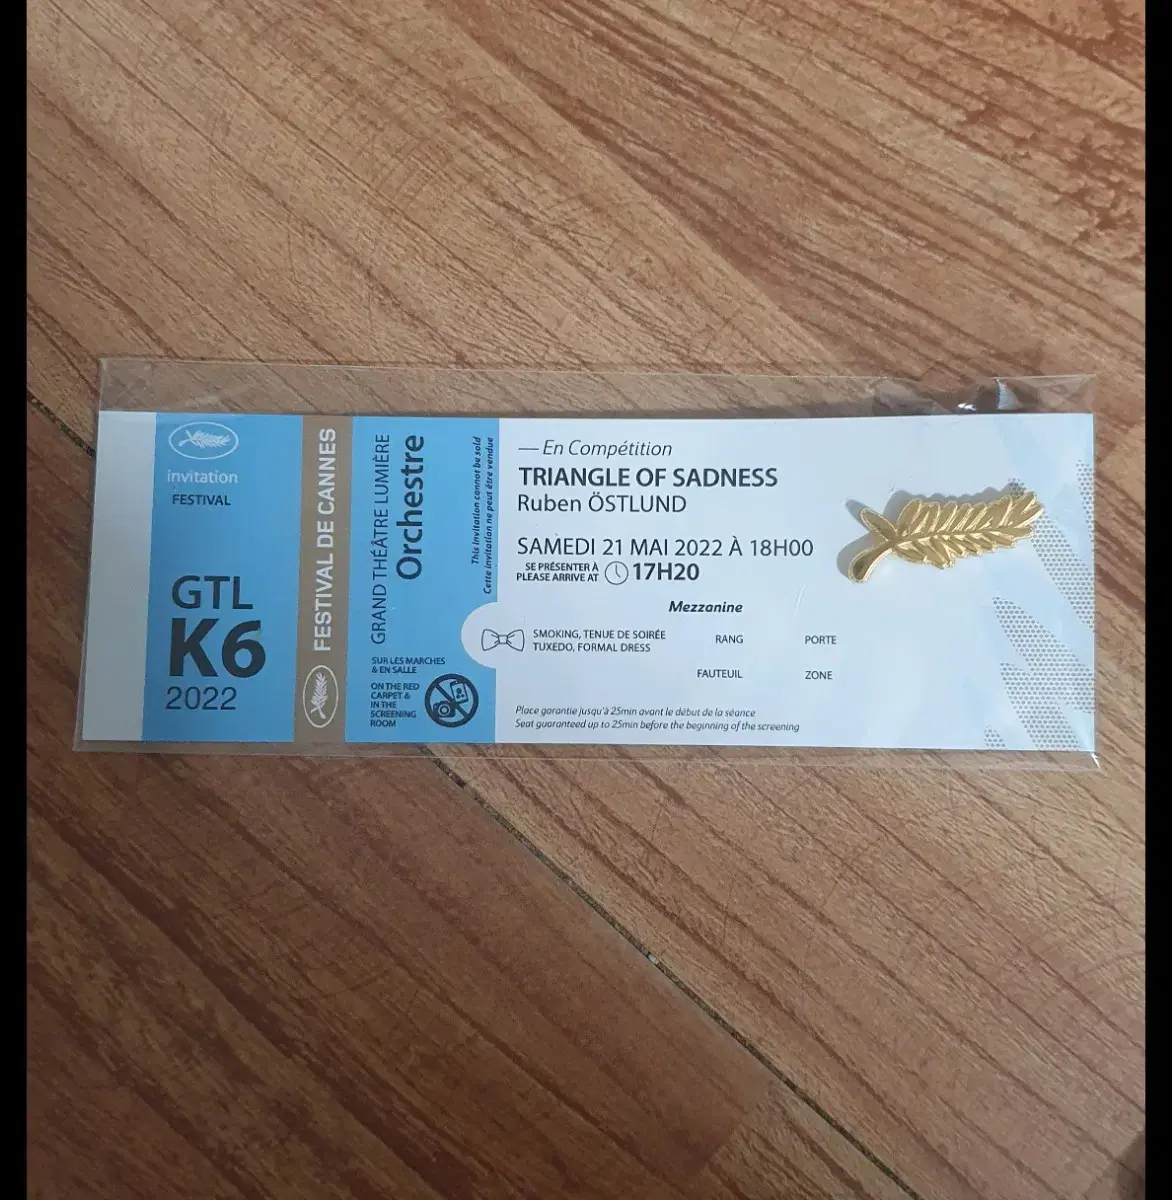 invitation
FESTIVAL
GTL
K6
2022
FESTIVAL DE CANNES
GRAND THÉÂTRE LUMIÈRE
Orchestre
This invitation cannot be sold
Cette invitation ne peut être vendue
SUR LES MARCHES
& EN SALLE
ON THE RED
CARPET &
IN THE
SCREENING
ROOM
— En Compétition
TRIANGLE OF SADNESS
Ruben ÖSTLUND
SAMEDI 21 MAI 2022 À 18H00
SE PRÉSENTER À
PLEASE ARRIVE AT
17H20
Mezzanine
SMOKING, TENUE DE SOIRÉE
TUXEDO, FORMAL DRESS
RANG
PORTE
FAUTEUIL
ZONE
Place garantie jusqu'à 25min avant le début de la séance
Seat guaranteed up to 25min before the beginning of the screening